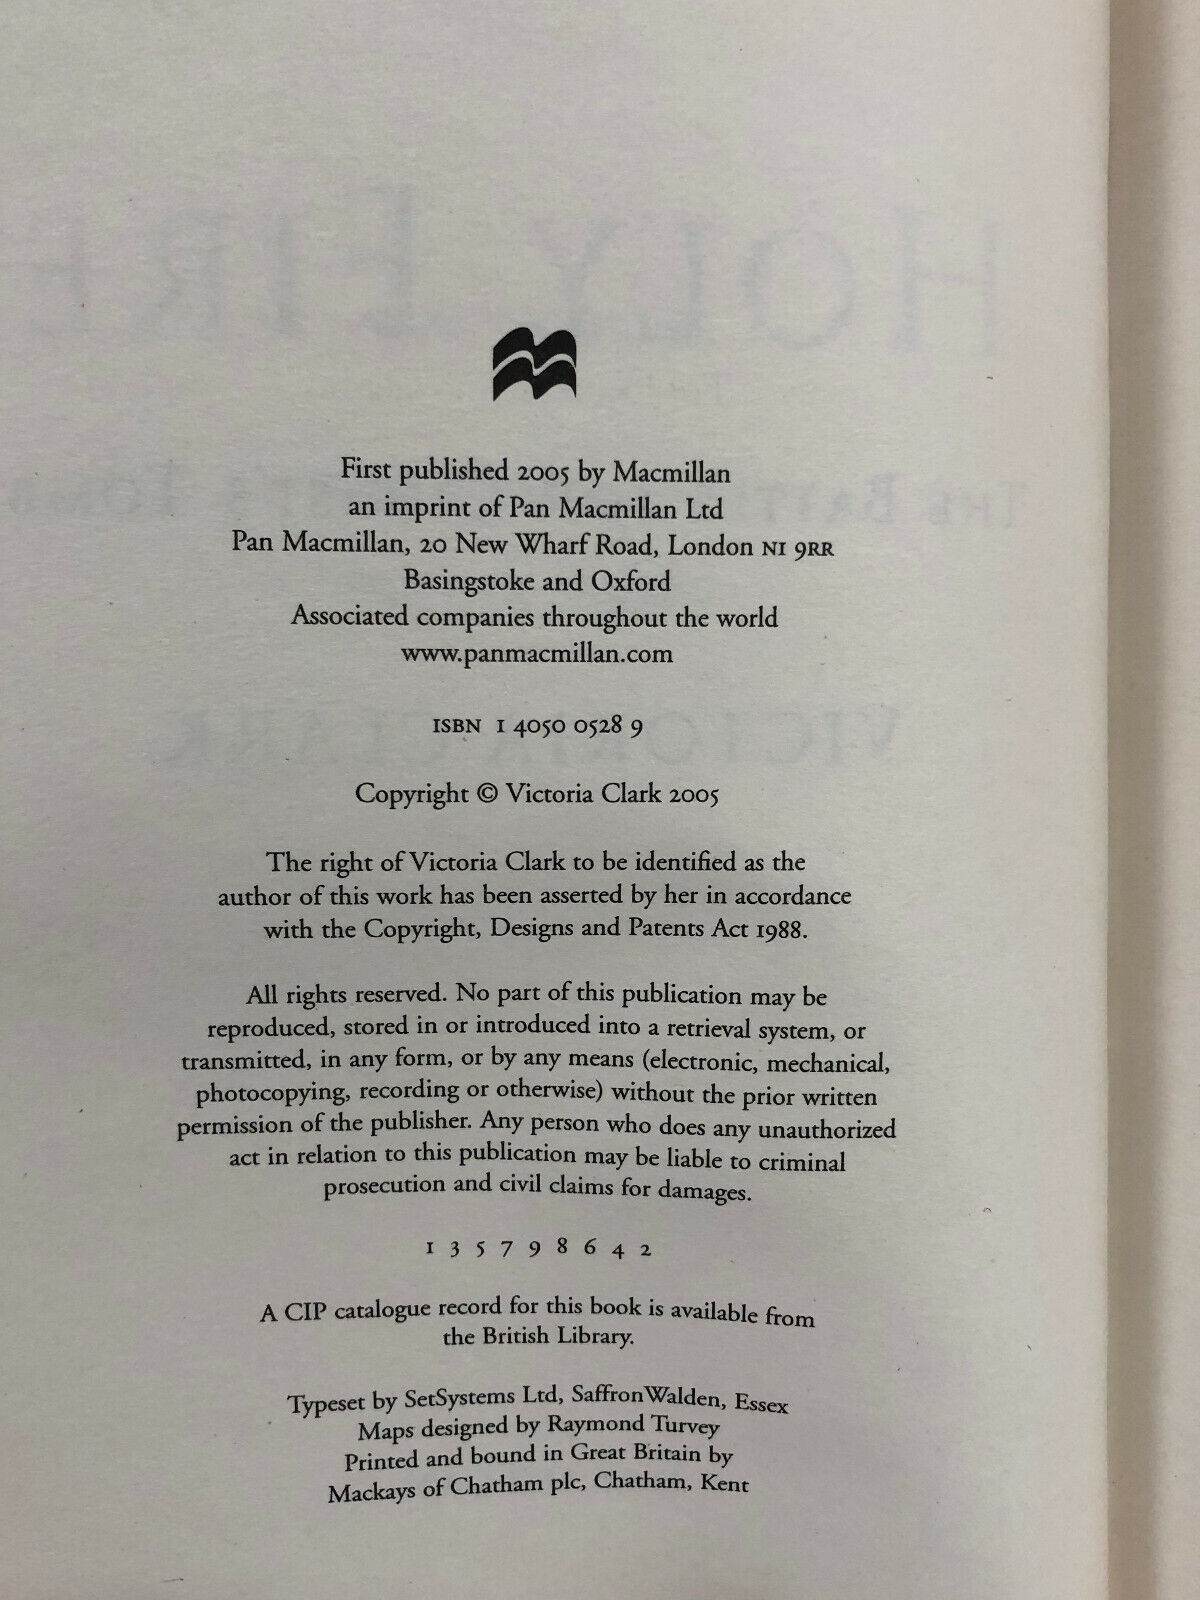 First published 2005 by Macmillan
an imprint of Pan Macmillan Ltd
Pan Macmillan, 20 New Wharf Road, London N1 9RR
Basingstoke and Oxford
Associated companies throughout the world
www.panmacmillan.com
ISBN 1 4050 0528 9
Copyright © Victoria Clark 2005
The right of Victoria Clark to be identified as the
author of this work has been asserted by her in accordance
with the Copyright, Designs and Patents Act 1988.
All rights reserved. No part of this publication may be
reproduced, stored in or introduced into a retrieval system, or
transmitted, in any form, or by any means (electronic, mechanical,
photocopying, recording or otherwise) without the prior written
permission of the publisher. Any person who does any unauthorized
act in relation to this publication may be liable to criminal
prosecution and civil claims for damages.
1 3 5 7 9 8 6 4 2
A CIP catalogue record for this book is available from
the British Library.
Typeset by SetSystems Ltd, Saffron Walden, Essex
Maps designed by Raymond Turvey
Printed and bound in Great Britain by
Mackays of Chatham plc, Chatham, Kent